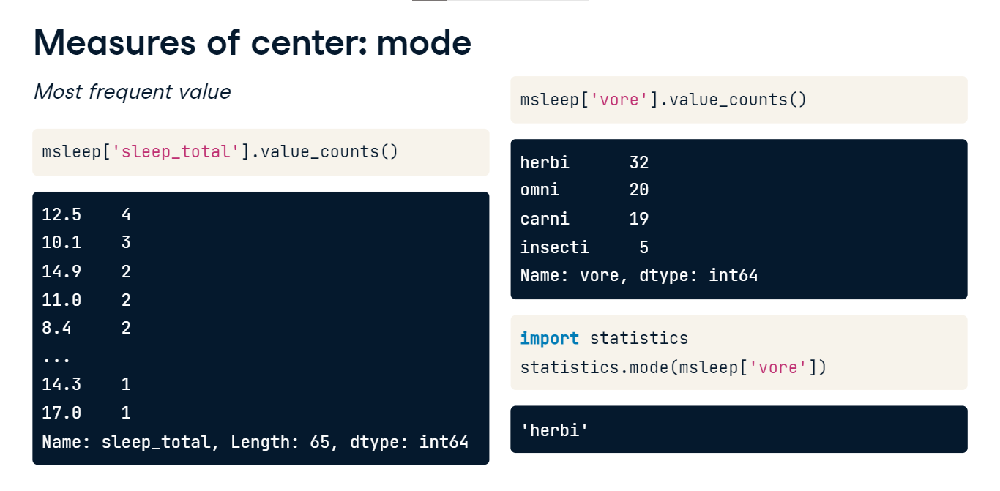 Measures of center: mode
Most frequent value
msleep['sleep_total'].value_counts()
12.5    4
10.1    3
14.9    2
11.0    2
8.4     2
...
14.3    1
17.0    1
Name: sleep_total, Length: 65, dtype: int64
msleep['vore'].value_counts()
herbi      32
omni       20
carni      19
insecti     5
Name: vore, dtype: int64
import statistics
statistics.mode(msleep['vore'])
'herbi'